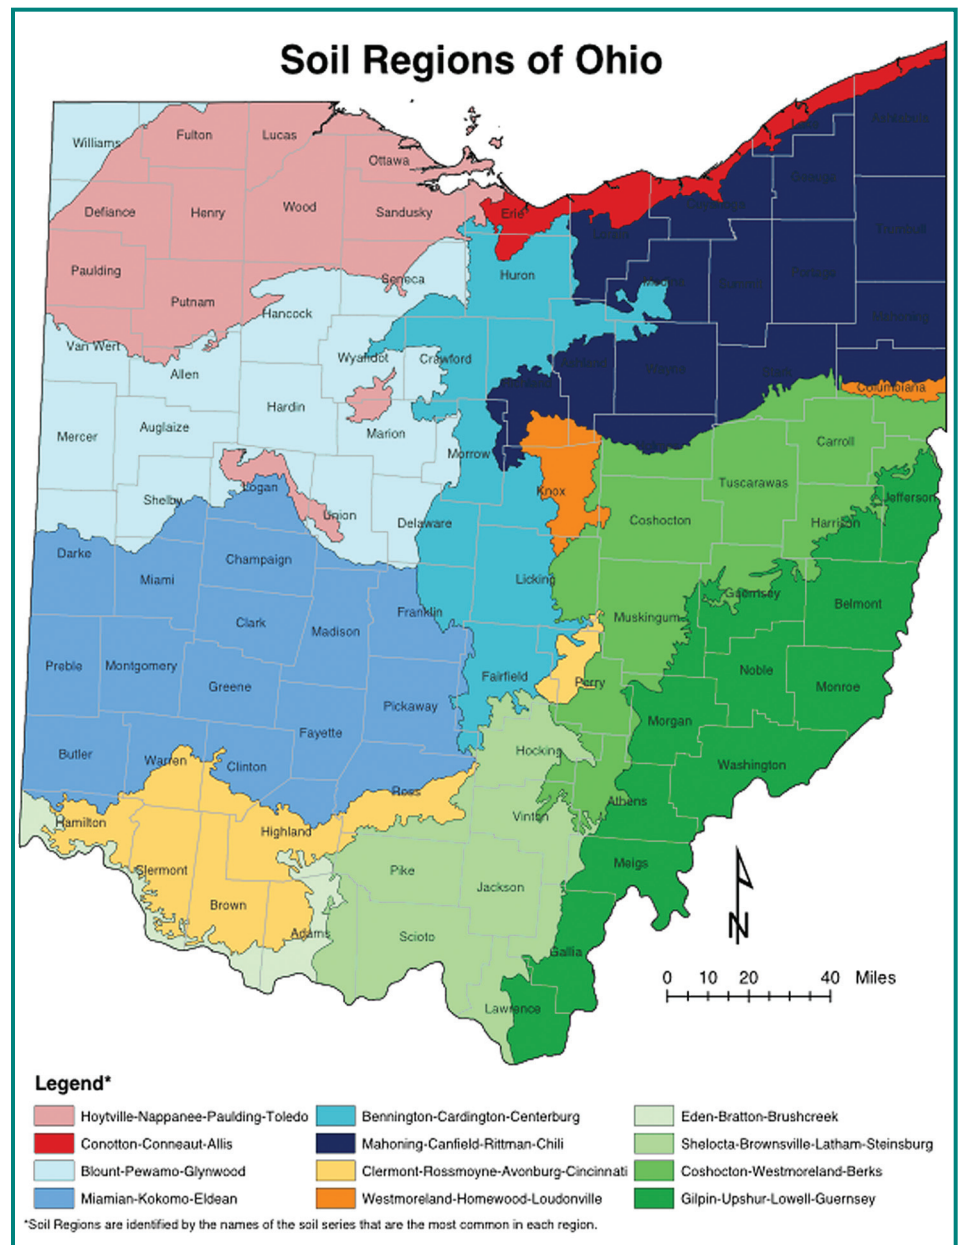 Soil Regions of Ohio
Williams
Fulton
Lucas
Ottawa
Defiance
Henry
Wood
Sandusky
Erie
Paulding
Seneca
Huron
Putnam
Hancock
Van Wert
Wyandot
Crawford
Allen
Columbiana
Hardin
Mercer
Auglaize
Marion
Carroll
Morrow
Tuscarawas
Logan
Knox
Jefferson
Shelby
Union
Delaware
Coshocton
Harrison
Darke
Champaign
Miami
Licking
Guernsey
Belmont
Franklin
Clark
Madison
Muskingum
Preble
Montgomery
Noble
Greene
Fairfield
Perry
Monroe
Pickaway
Morgan
Fayette
Butler
Warren
Clinton
Hocking
Washington
Ross
Athens
Hamilton
Highland
Vinton
Clermont
Pike
Meigs
Jackson
Brown
Adams
Scioto
Gallia
Lawrence
N
0 10 20 40 Miles
Legend*
Hoytville-Nappanee-Paulding-Toledo
Conotton-Conneaut-Allis
Blount-Pewamo-Glynwood
Miamian-Kokomo-Eldean
Bennington-Cardington-Centerburg
Mahoning-Canfield-Rittman-Chili
Clermont-Rossmoyne-Avonburg-Cincinnati
Westmoreland-Homewood-Loudonville
Eden-Bratton-Brushcreek
Shelocta-Brownsville-Latham-Steinsburg
Coshocton-Westmoreland-Berks
Gilpin-Upshur-Lowell-Guernsey
*Soil Regions are identified by the names of the soil series that are the most common in each region.